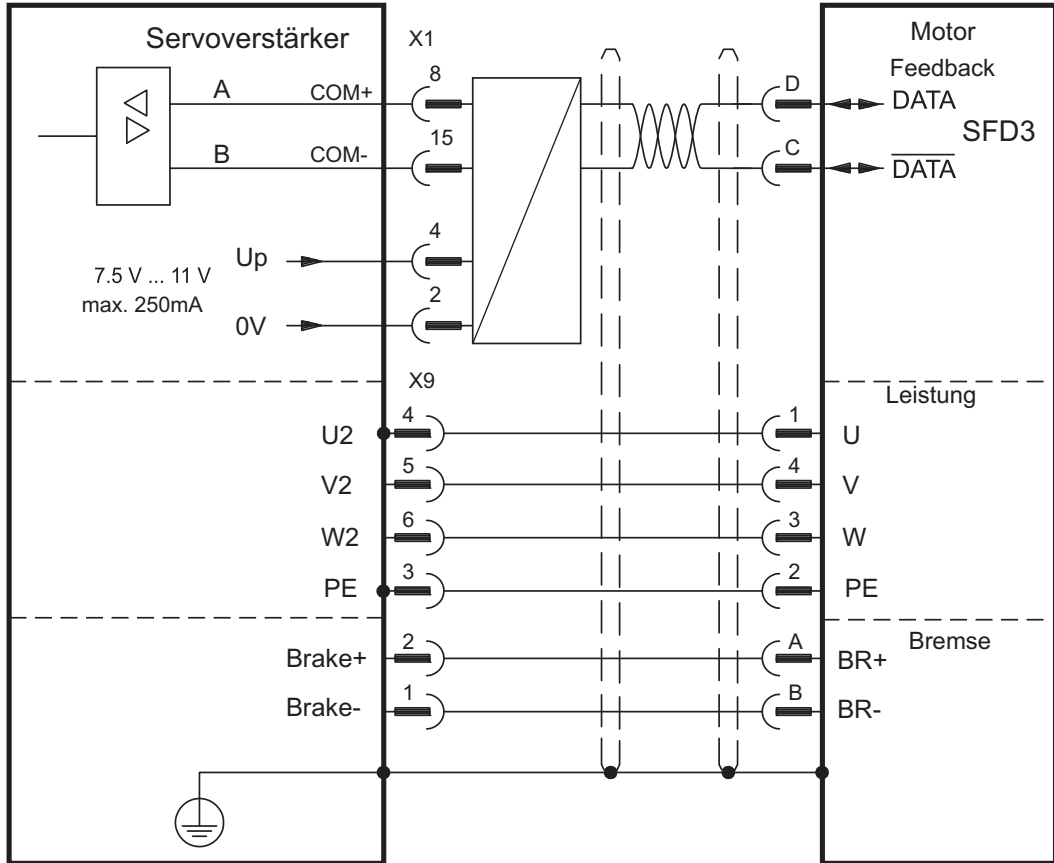 Servoverstärker
X1
Motor
Feedback
A
COM+
8
D
DATA
SFD3
B
COM-
15
C
DATA
Up
4
7.5 V ... 11 V
max. 250mA
0V
2
X9
Leistung
U2
4
1
U
V2
5
4
V
W2
6
3
W
PE
3
2
PE
Bremse
Brake+
2
A
BR+
Brake-
1
B
BR-